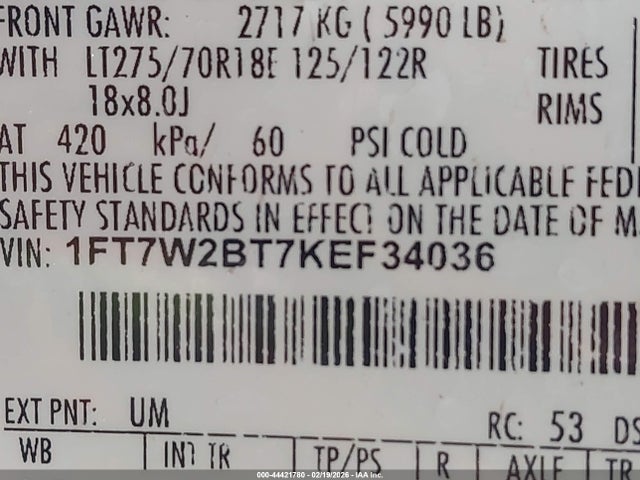 FRONT GAWR: 2717 KG ( 5990 LB)
WITH LT275/70R18E 125/122R TIRES
18x8.0J RIMS
AT 420 kPa/ 60 PSI COLD
THIS VEHICLE CONFORMS TO ALL APPLICABLE FEDE
SAFETY STANDARDS IN EFFECT ON THE DATE OF M
VIN: 1FT7W2BT7KEF34036
EXT PNT: UM RC: 53 DS
WB INT TR TP/PS R AXLE TR
000-44421780 - 02/19/2026 - IAA Inc.